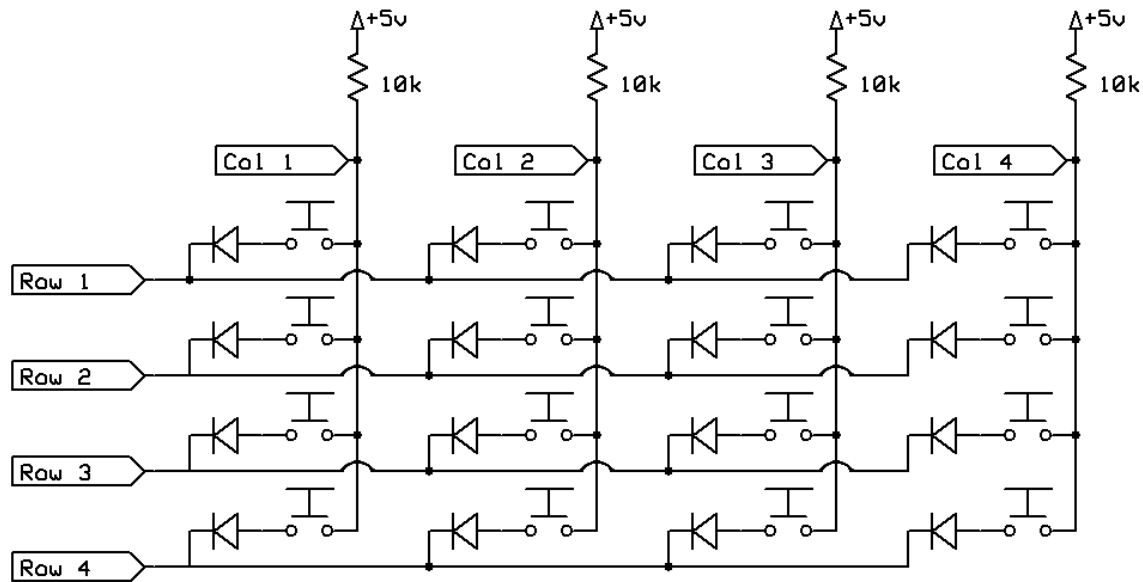 +5v +5v +5v +5v
10k 10k 10k 10k
Col 1 Col 2 Col 3 Col 4
Row 1
Row 2
Row 3
Row 4